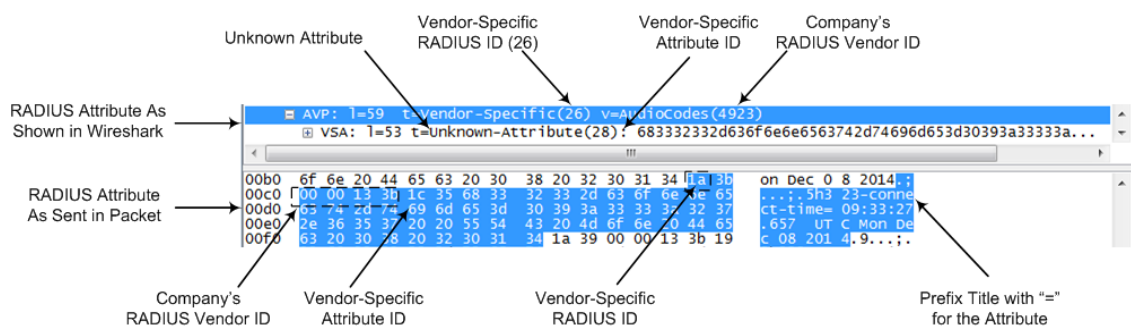 Vendor-Specific
RADIUS ID (26)
Vendor-Specific
Attribute ID
Company's
RADIUS Vendor ID
Unknown Attribute
RADIUS Attribute As
Shown in Wireshark
AVP: l=59 t=Vendor-Specific(26) v=AudioCodes(4923)
VSA: l=53 t=Unknown-Attribute(28): 683332332d636f6e6e6563742d74696d653d30393a33333a...
RADIUS Attribute
As Sent in Packet
00b0 6f 6e 20 44 65 63 20 30 38 20 32 30 31 34 1a 3b on Dec 0 8 2014.;
00c0 00 00 13 3b 1c 35 68 33 32 33 2d 63 6f 6e 6e 65 ...;.5h3 23-conne
00d0 63 74 2d 74 69 6d 65 3d 30 39 3a 33 33 3a 32 37 ct-time= 09:33:27
00e0 2e 36 35 37 20 20 55 54 43 20 4d 6f 6e 20 44 65 .657 UT C Mon De
00f0 63 20 30 38 20 32 30 31 34 1a 39 00 00 13 3b 19 c 08 201 4.9...;.
Company's
RADIUS Vendor ID
Vendor-Specific
Attribute ID
Vendor-Specific
RADIUS ID
Prefix Title with “=”
for the Attribute